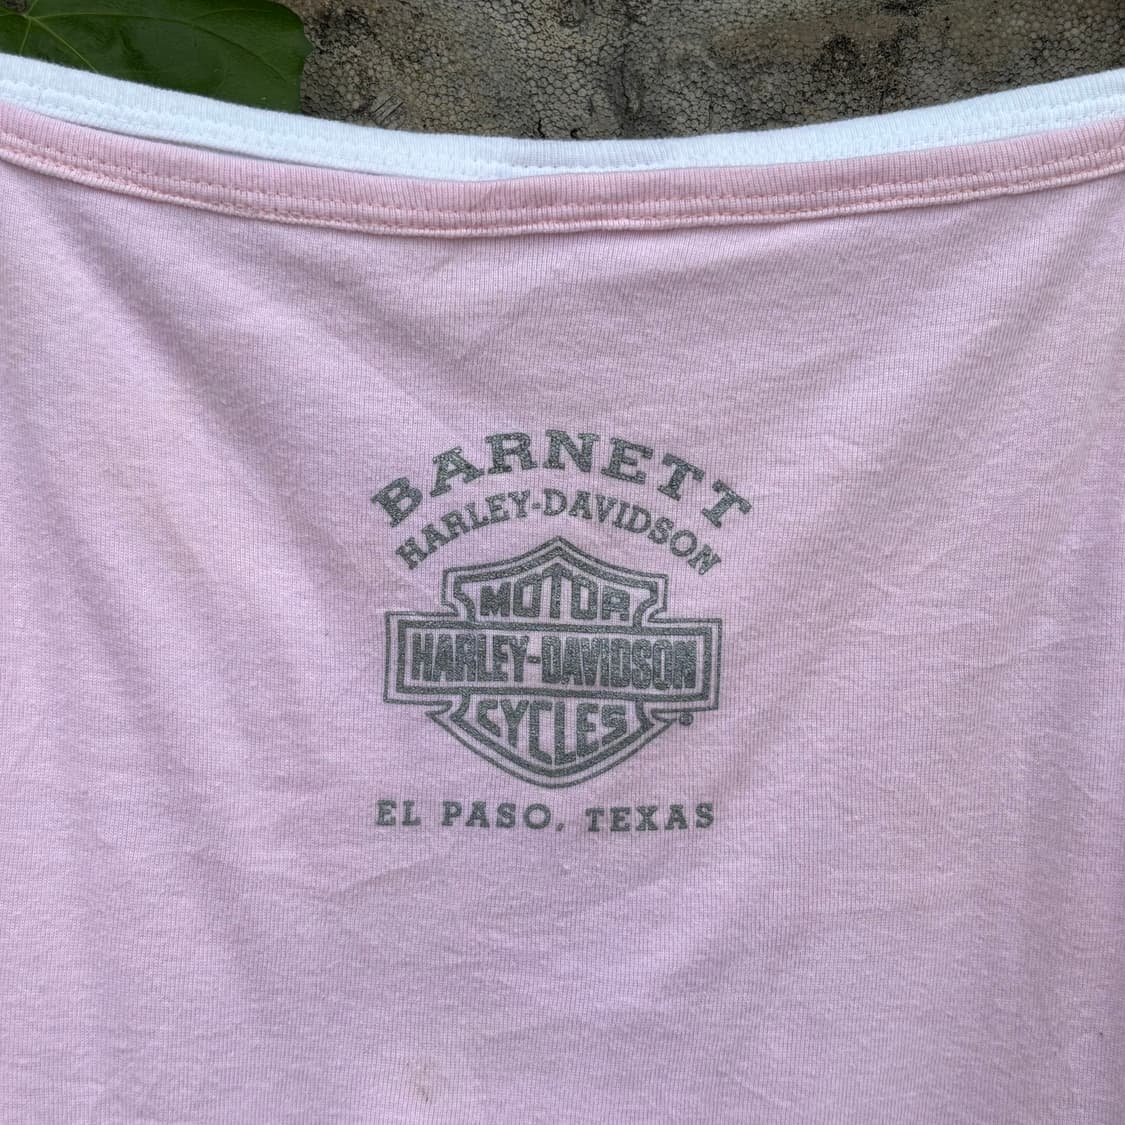 BARNETT
HARLEY-DAVIDSON
MOTOR
HARLEY-DAVIDSON
CYCLES
®
EL PASO, TEXAS